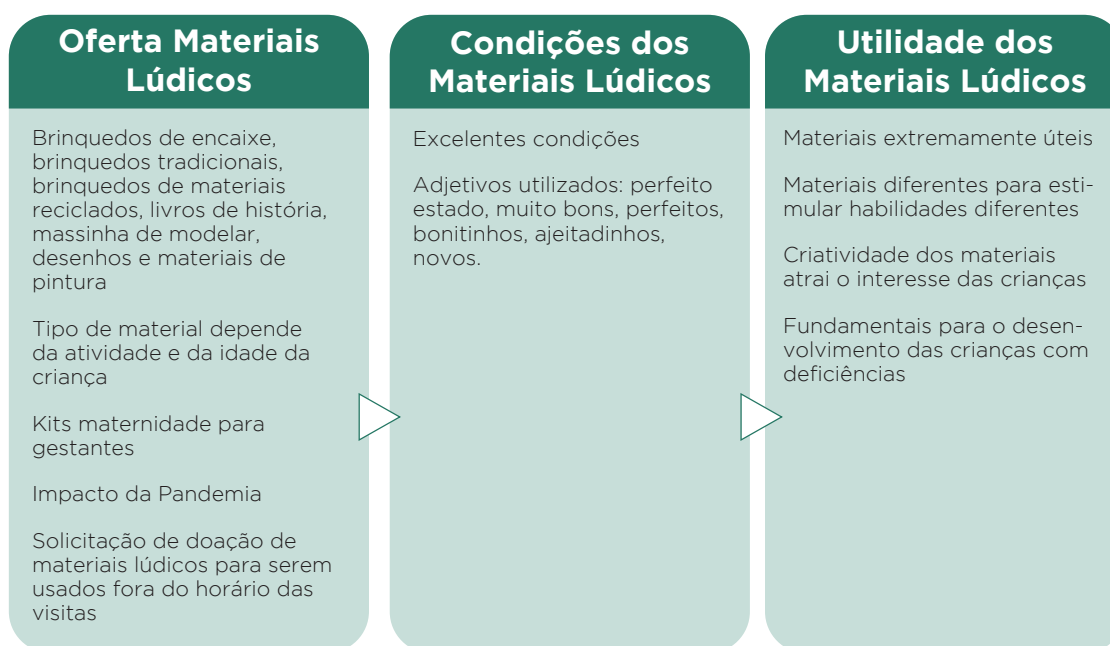 Oferta Materiais
Lúdicos
Brinquedos de encaixe,
brinquedos tradicionais,
brinquedos de materiais
reciclados, livros de história,
massinha de modelar,
desenhos e materiais de
pintura
Tipo de material depende
da atividade e da idade da
criança
Kits maternidade para
gestantes
Impacto da Pandemia
Solicitação de doação de
materiais lúdicos para serem
usados fora do horário das
visitas
Condições dos
Materiais Lúdicos
Excelentes condições
Adjetivos utilizados: perfeito
estado, muito bons, perfeitos,
bonitinhos, ajeitadinhos,
novos.
Utilidade dos
Materiais Lúdicos
Materiais extremamente úteis
Materiais diferentes para esti-
mular habilidades diferentes
Criatividade dos materiais
atrai o interesse das crianças
Fundamentais para o desen-
volvimento das crianças com
deficiências